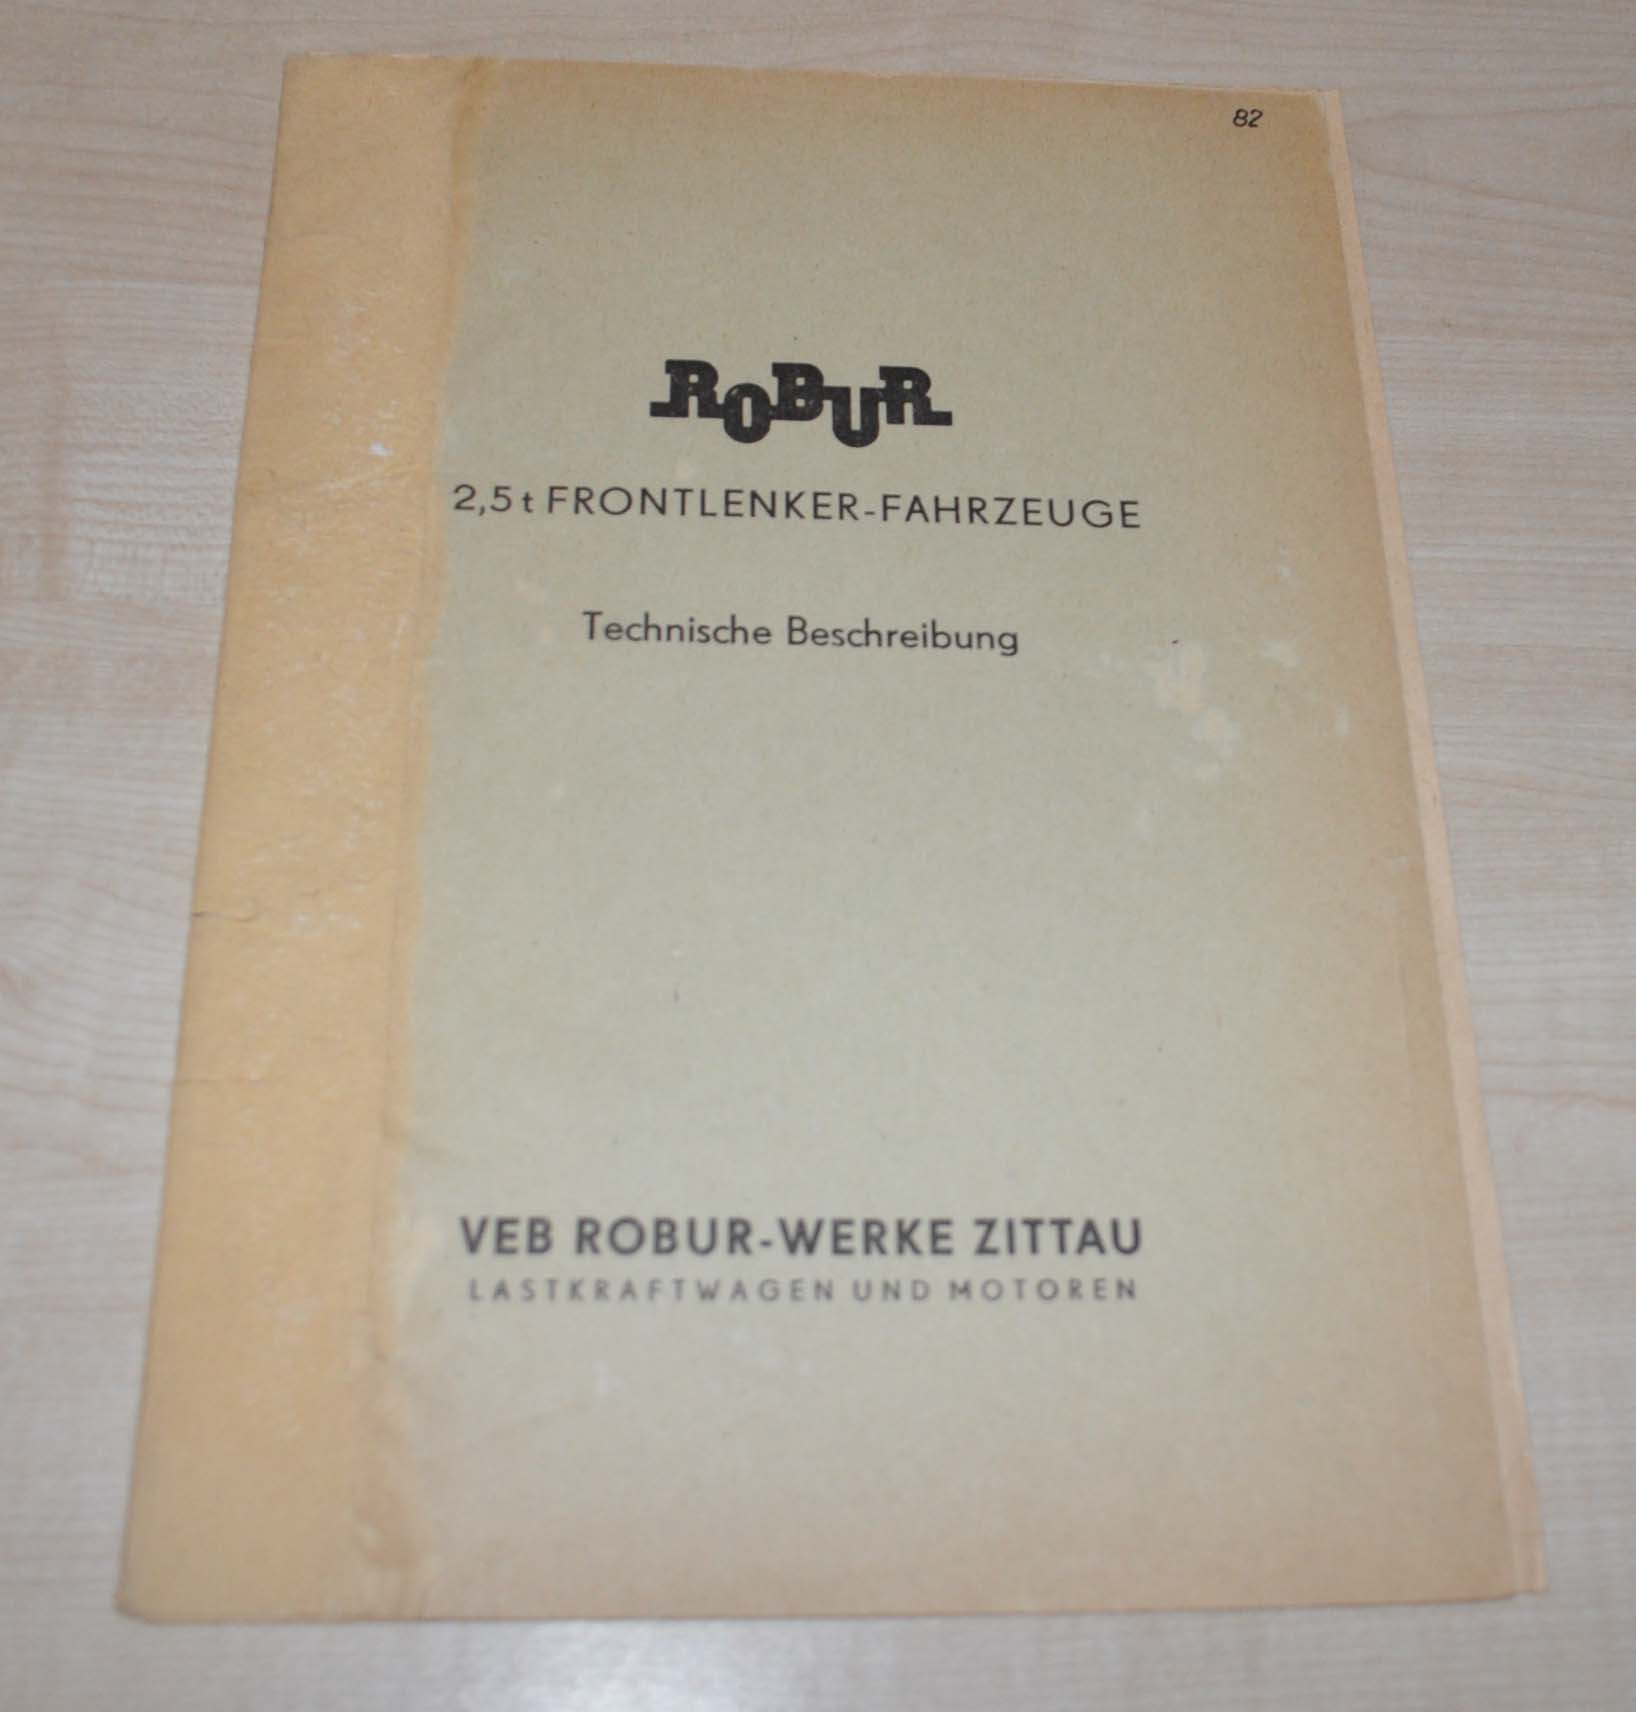 82
ROBUR
2,5 t FRONTLENKER-FAHRZEUGE
Technische Beschreibung
VEB ROBUR-WERKE ZITTAU
LASTKRAFTWAGEN UND MOTOREN